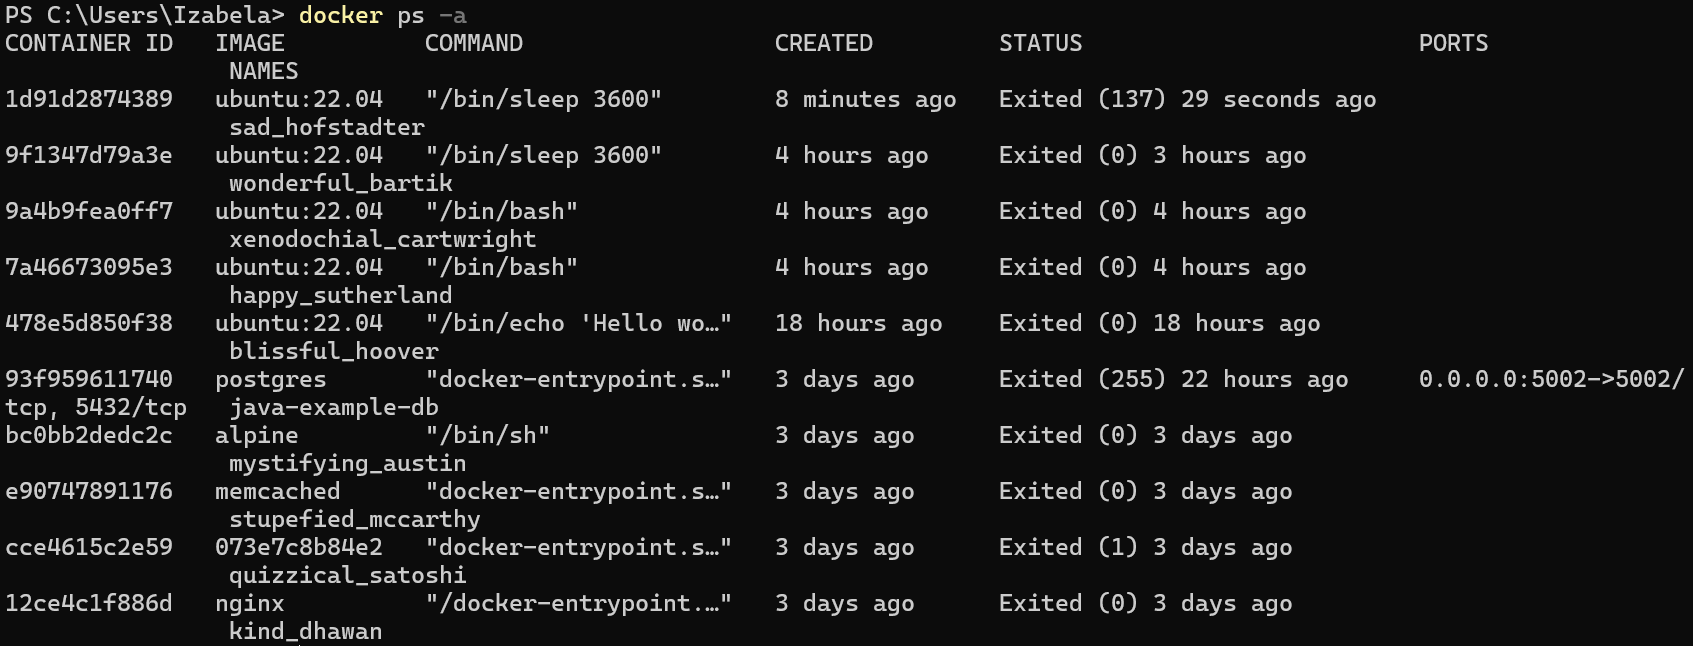 PS C:\Users\Izabela> docker ps -a
CONTAINER ID   IMAGE          COMMAND                  CREATED         STATUS                        PORTS
                NAMES
1d91d2874389   ubuntu:22.04   "/bin/sleep 3600"        8 minutes ago   Exited (137) 29 seconds ago
                sad_hofstadter
9f1347d79a3e   ubuntu:22.04   "/bin/sleep 3600"        4 hours ago     Exited (0) 3 hours ago
                wonderful_bartik
9a4b9fea0ff7   ubuntu:22.04   "/bin/bash"              4 hours ago     Exited (0) 4 hours ago
                xenodochial_cartwright
7a46673095e3   ubuntu:22.04   "/bin/bash"              4 hours ago     Exited (0) 4 hours ago
                happy_sutherland
478e5d850f38   ubuntu:22.04   "/bin/echo 'Hello wo…"   18 hours ago    Exited (0) 18 hours ago
                blissful_hoover
93f959611740   postgres       "docker-entrypoint.s…"   3 days ago      Exited (255) 22 hours ago     0.0.0.0:5002->5002/
tcp, 5432/tcp   java-example-db
bc0bb2dedc2c   alpine         "/bin/sh"                3 days ago      Exited (0) 3 days ago
                mystifying_austin
e90747891176   memcached      "docker-entrypoint.s…"   3 days ago      Exited (0) 3 days ago
                stupefied_mccarthy
cce4615c2e59   073e7c8b84e2   "docker-entrypoint.s…"   3 days ago      Exited (1) 3 days ago
                quizzical_satoshi
12ce4c1f886d   nginx          "/docker-entrypoint.…"   3 days ago      Exited (0) 3 days ago
                kind_dhawan